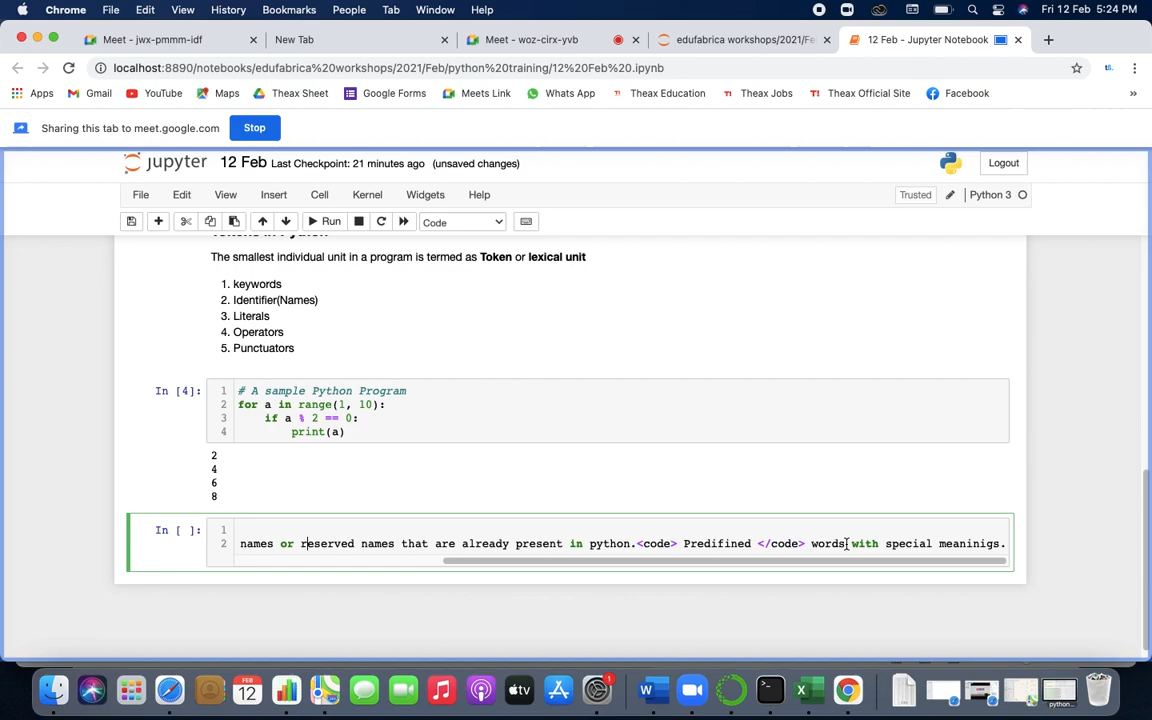 Chrome File Edit View History Bookmarks People Tab Window Help Fri 12 Feb 5:24 PM
Meet - jwx-pmmm-idf New Tab Meet - woz-cirx-yvb edufabrica workshops/2021/Fe 12 Feb - Jupyter Notebook
localhost:8890/notebooks/edufabrica%20workshops/2021/Feb/python%20training/12%20Feb%20.ipynb
Apps Gmail YouTube Maps Theax Sheet Google Forms Meets Link Whats App Theax Education Theax Jobs Theax Official Site Facebook »
Sharing this tab to meet.google.com Stop
jupyter 12 Feb Last Checkpoint: 21 minutes ago (unsaved changes) Logout
File Edit View Insert Cell Kernel Widgets Help Trusted Python 3
Run Code
The smallest individual unit in a program is termed as Token or lexical unit
1. keywords
2. Identifier(Names)
3. Literals
4. Operators
5. Punctuators
In [4]: 1 # A sample Python Program
2 for a in range(1, 10):
3 if a % 2 == 0:
4 print(a)
2
4
6
8
In [ ]: 1
2 names or reserved names that are already present in python.<code> Predifined </code> words with special meaninigs.
FEB
12
tv
1
W
X
python...